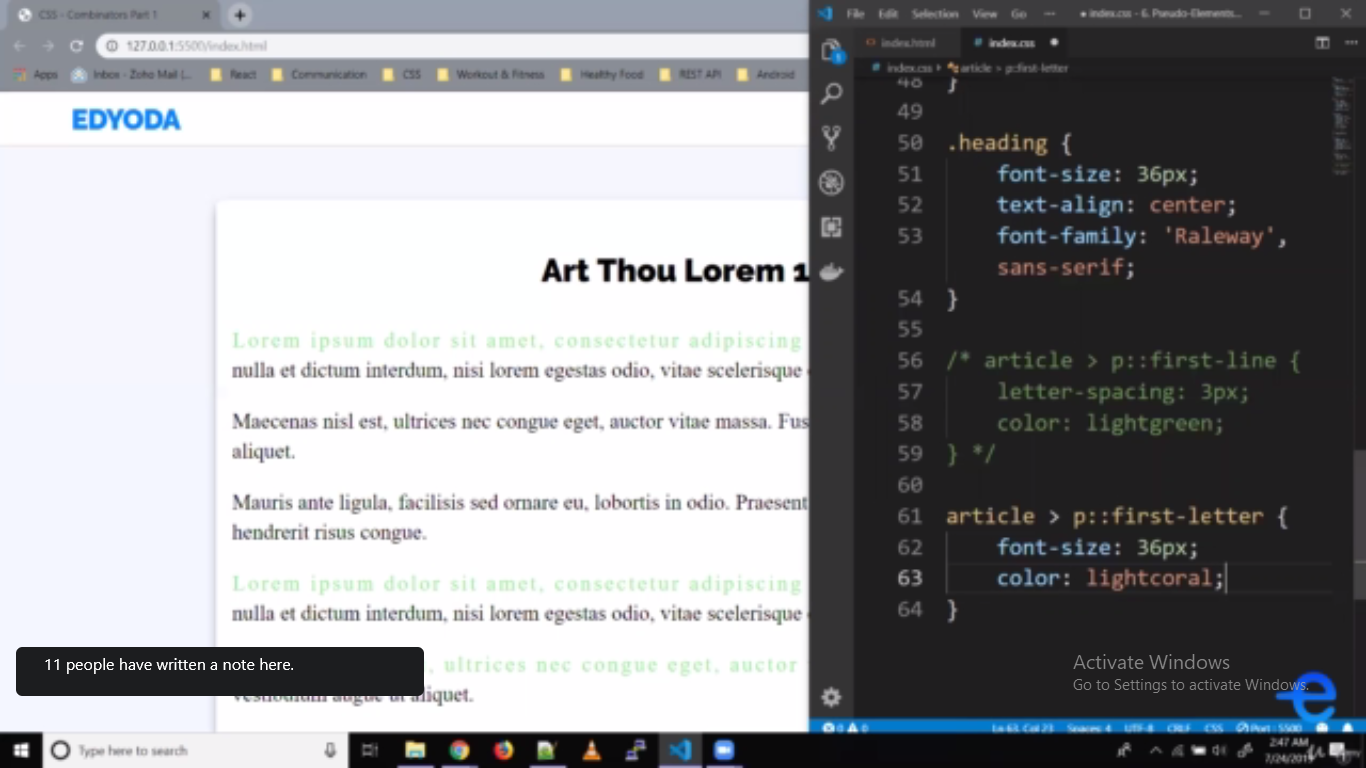 CSS - Combinators Part 1
127.0.0.1:5500/index.html
Apps
Inbox - Zoho Mail (...
React
Communication
CSS
Workout & Fitness
Healthy Food
REST API
Android
EDYODA
Art Thou Lorem 1
Lorem ipsum dolor sit amet, consectetur adipiscing
nulla et dictum interdum, nisi lorem egestas odio, vitae scelerisque
Maecenas nisl est, ultrices nec congue eget, auctor vitae massa. Fus
aliquet.
Mauris ante ligula, facilisis sed ornare eu, lobortis in odio. Praesent
hendrerit risus congue.
Lorem ipsum dolor sit amet, consectetur adipiscing
nulla et dictum interdum, nisi lorem egestas odio, vitae scelerisque
, ultrices nec congue eget, auctor
vestibulum augue ut aliquet.
11 people have written a note here.
File Edit Selection View Go ···
● index.css - 6. Pseudo-Elements...
index.html
# index.css ●
# index.css > article > p::first-letter
48 }
49
50 .heading {
51 font-size: 36px;
52 text-align: center;
53 font-family: 'Raleway',
sans-serif;
54 }
55
56 /* article > p::first-line {
57 letter-spacing: 3px;
58 color: lightgreen;
59 } */
60
61 article > p::first-letter {
62 font-size: 36px;
63 color: lightcoral;
64 }
Activate Windows
Go to Settings to activate Windows.
0 0
Ln 63, Col 23 Spaces: 4 UTF-8 CRLF CSS Port : 5500
Type here to search
2:47 AM